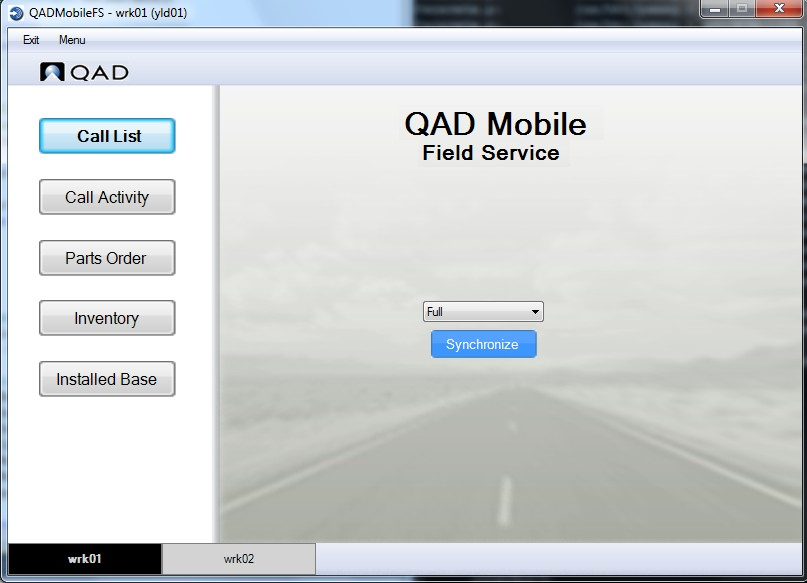 QADMobileFS - wrk01 (yld01)
Exit Menu
QAD
Call List
Call Activity
Parts Order
Inventory
Installed Base
QAD Mobile
Field Service
Full
Synchronize
wrk01 wrk02